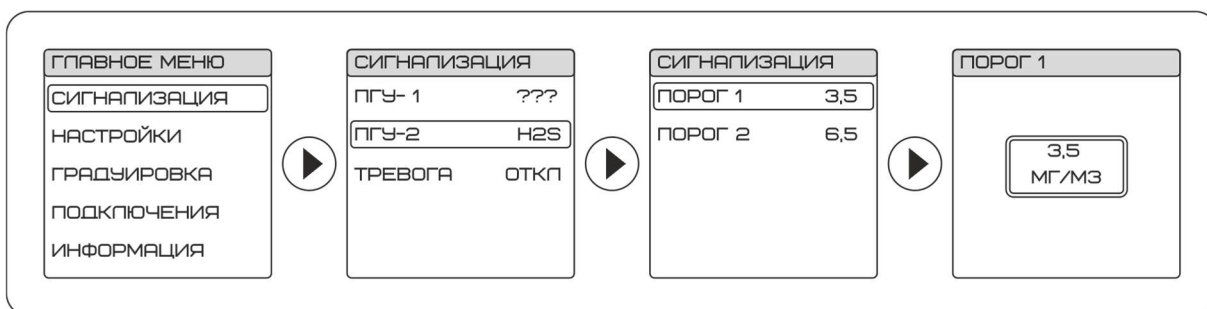 ГЛАВНОЕ МЕНЮ
СИГНАЛИЗАЦИЯ
НАСТРОЙКИ
ГРАДУИРОВКА
ПОДКЛЮЧЕНИЯ
ИНФОРМАЦИЯ
СИГНАЛИЗАЦИЯ
ПГУ- 1 ???
ПГУ-2 H2S
ТРЕВОГА ОТКЛ
СИГНАЛИЗАЦИЯ
ПОРОГ 1 3,5
ПОРОГ 2 6,5
ПОРОГ 1
3,5
МГ/М3